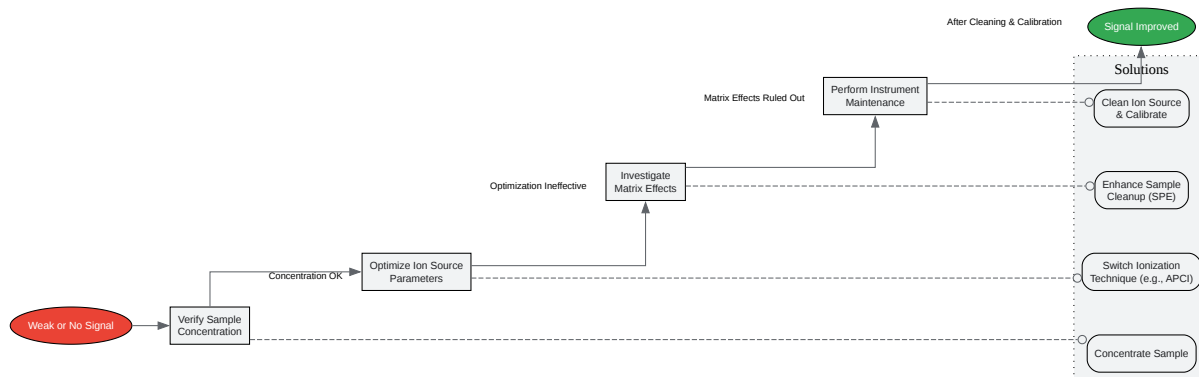 After Cleaning & Calibration
Signal Improved
Solutions
Perform Instrument
Maintenance
Matrix Effects Ruled Out
Clean Ion Source
& Calibrate
Investigate
Matrix Effects
Optimization Ineffective
Enhance Sample
Cleanup (SPE)
Optimize Ion Source
Parameters
Concentration OK
Switch Ionization
Technique (e.g., APCI)
Weak or No Signal
Verify Sample
Concentration
Concentrate Sample